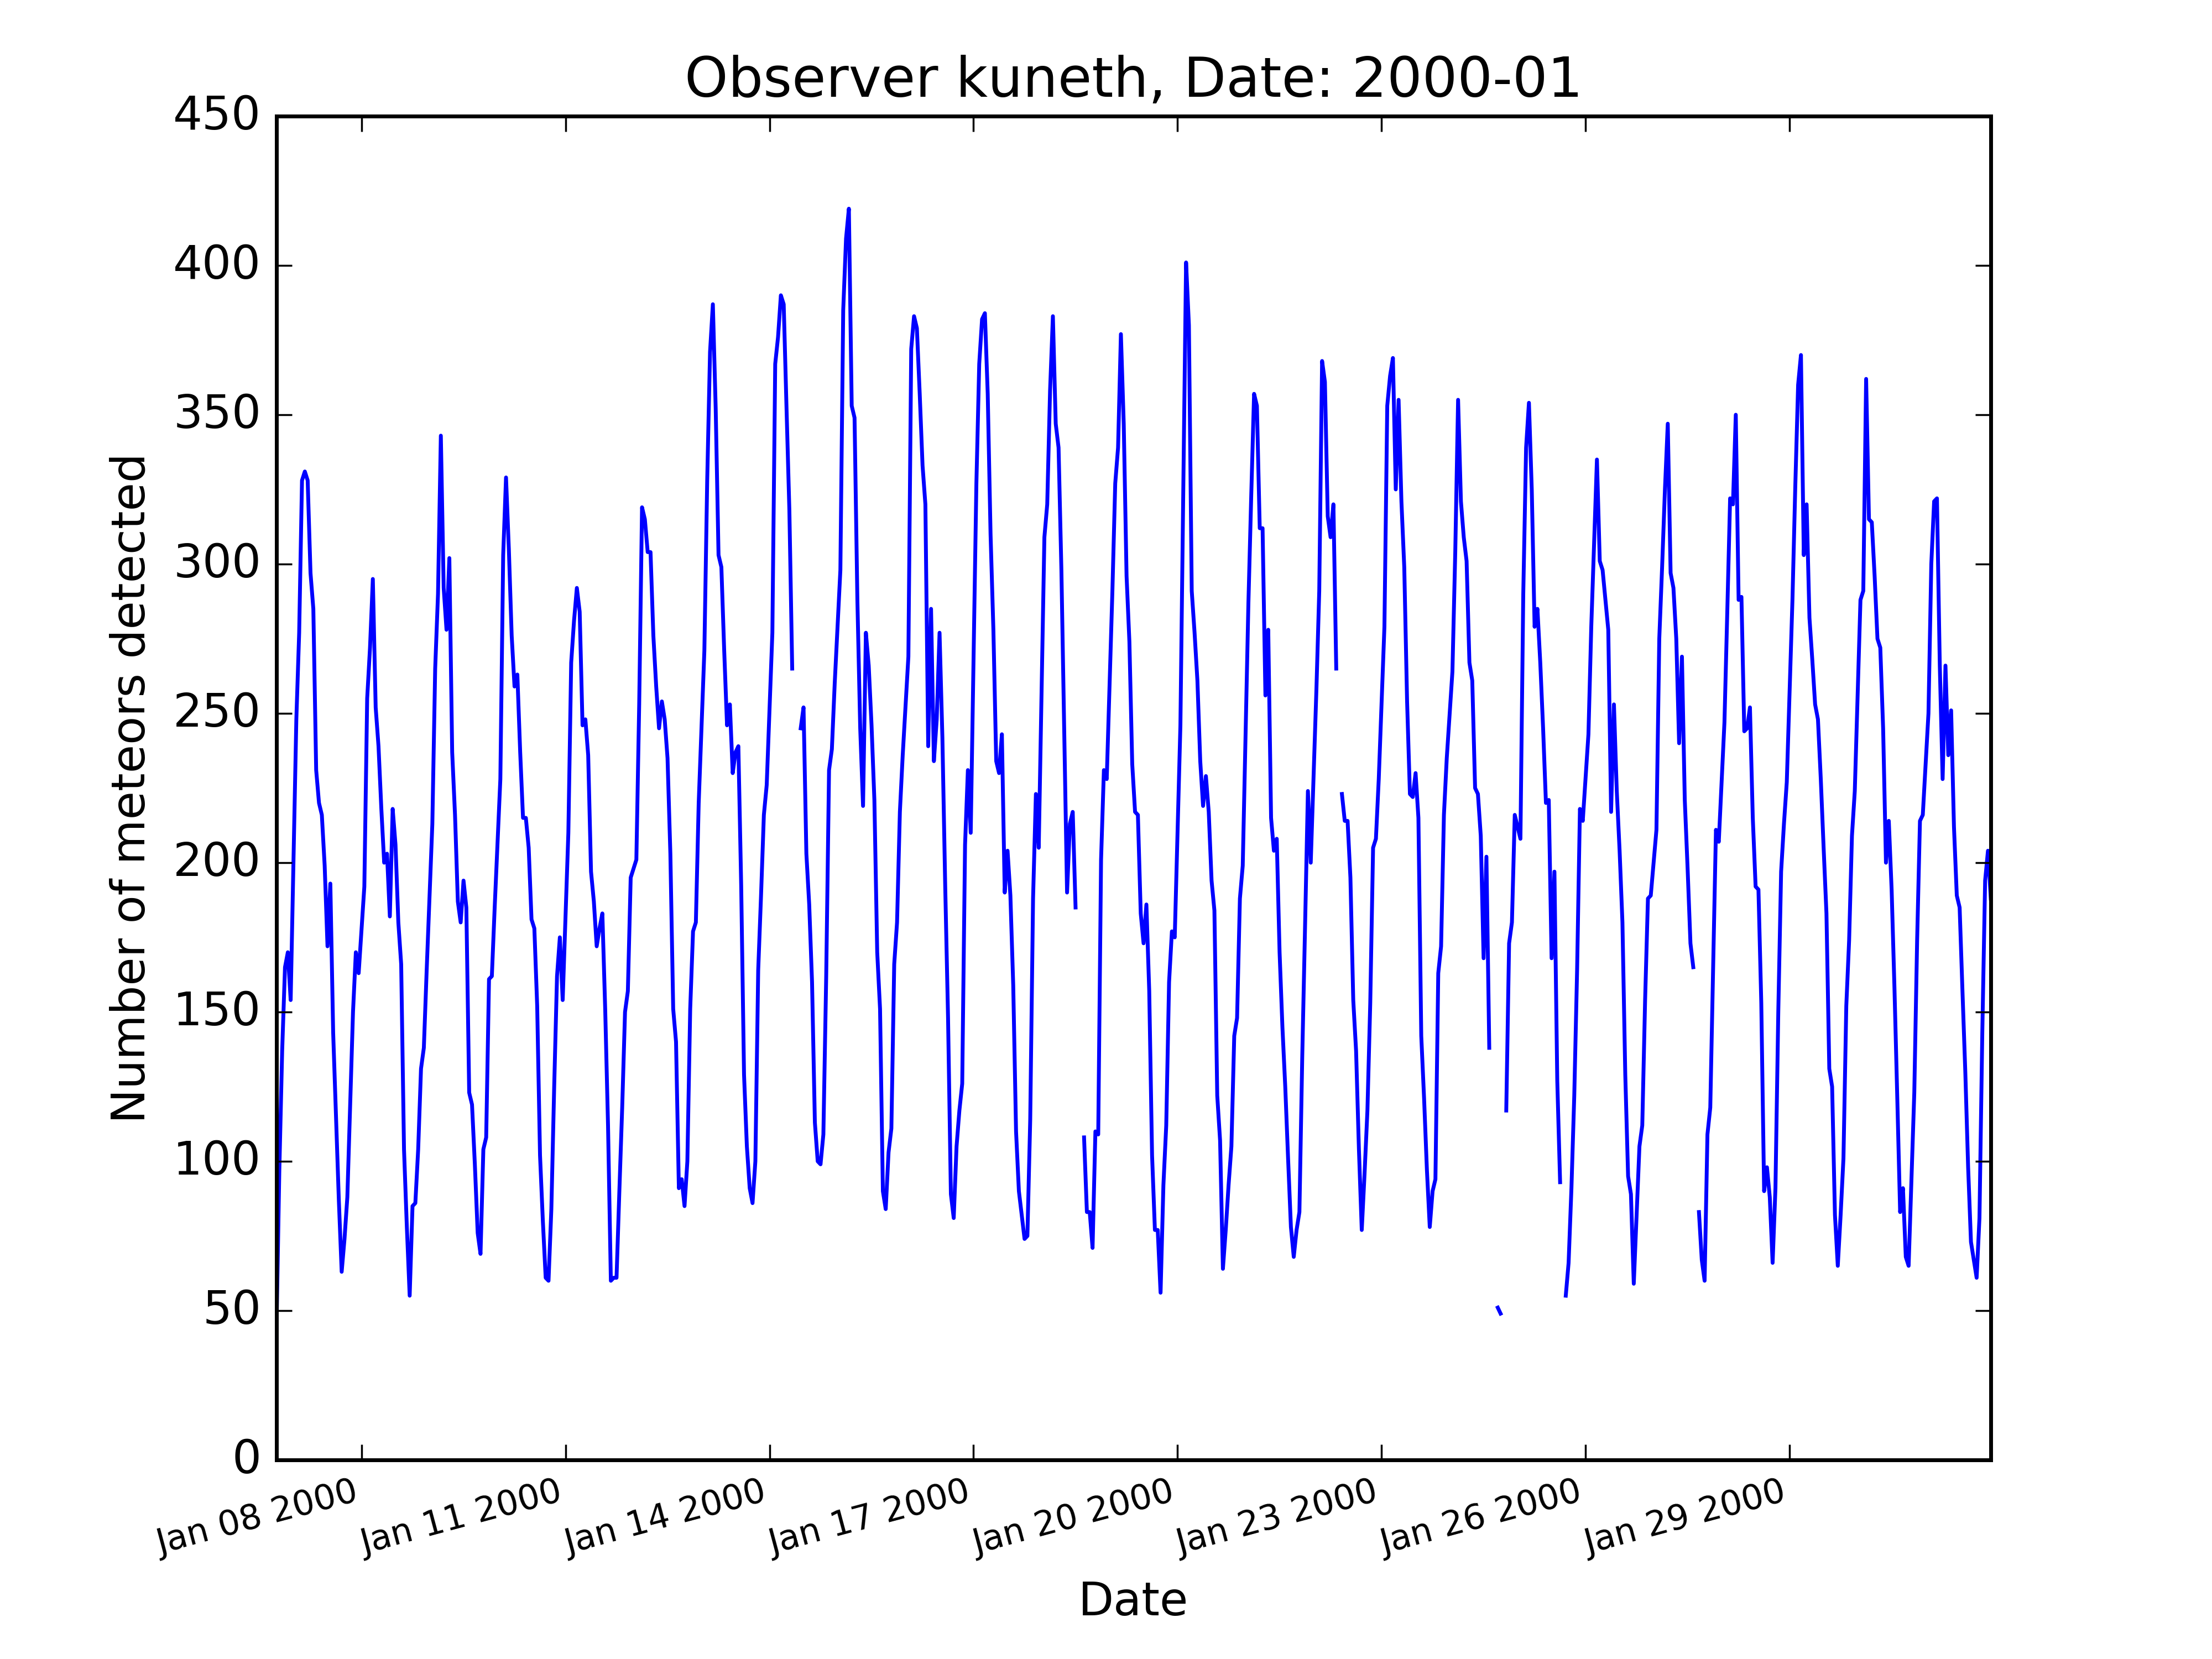 Observer kuneth, Date: 2000-01
450
400
350
300
250
200
150
100
50
0
Number of meteors detected
Jan 08 2000
Jan 11 2000
Jan 14 2000
Jan 17 2000
Jan 20 2000
Jan 23 2000
Jan 26 2000
Jan 29 2000
Date